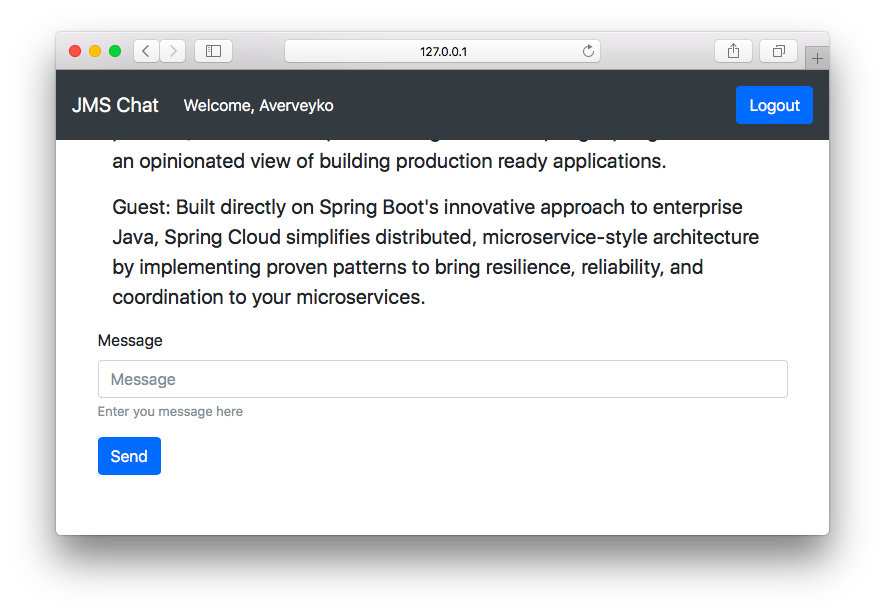 127.0.0.1
JMS Chat Welcome, Averveyko Logout
an opinionated view of building production ready applications.
Guest: Built directly on Spring Boot's innovative approach to enterprise
Java, Spring Cloud simplifies distributed, microservice-style architecture
by implementing proven patterns to bring resilience, reliability, and
coordination to your microservices.
Message
Message
Enter you message here
Send